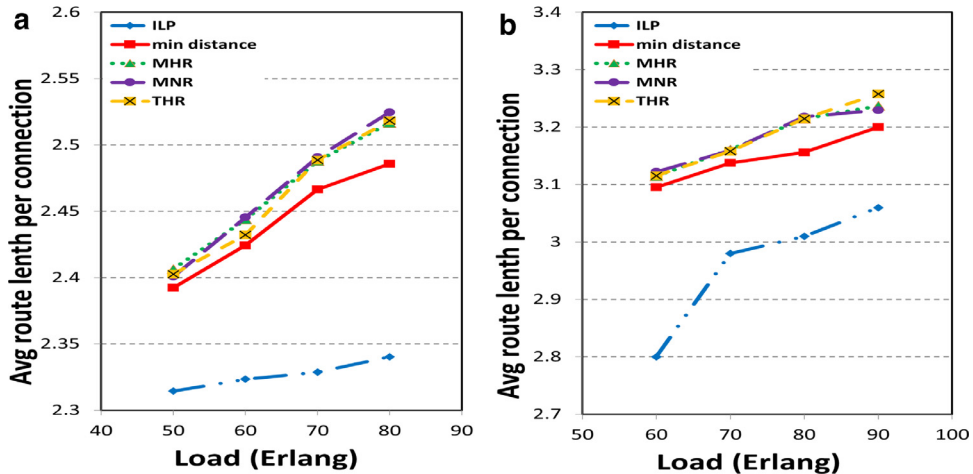 a
2.6
2.55
2.5
2.45
2.4
2.35
2.3
40 50 60 70 80 90
Avg route lenth per connection
Load (Erlang)
ILP
min distance
MHR
MNR
THR
b
3.4
3.3
3.2
3.1
3
2.9
2.8
2.7
50 60 70 80 90 100
Avg route lenth per connection
Load (Erlang)
ILP
min distance
MHR
MNR
THR